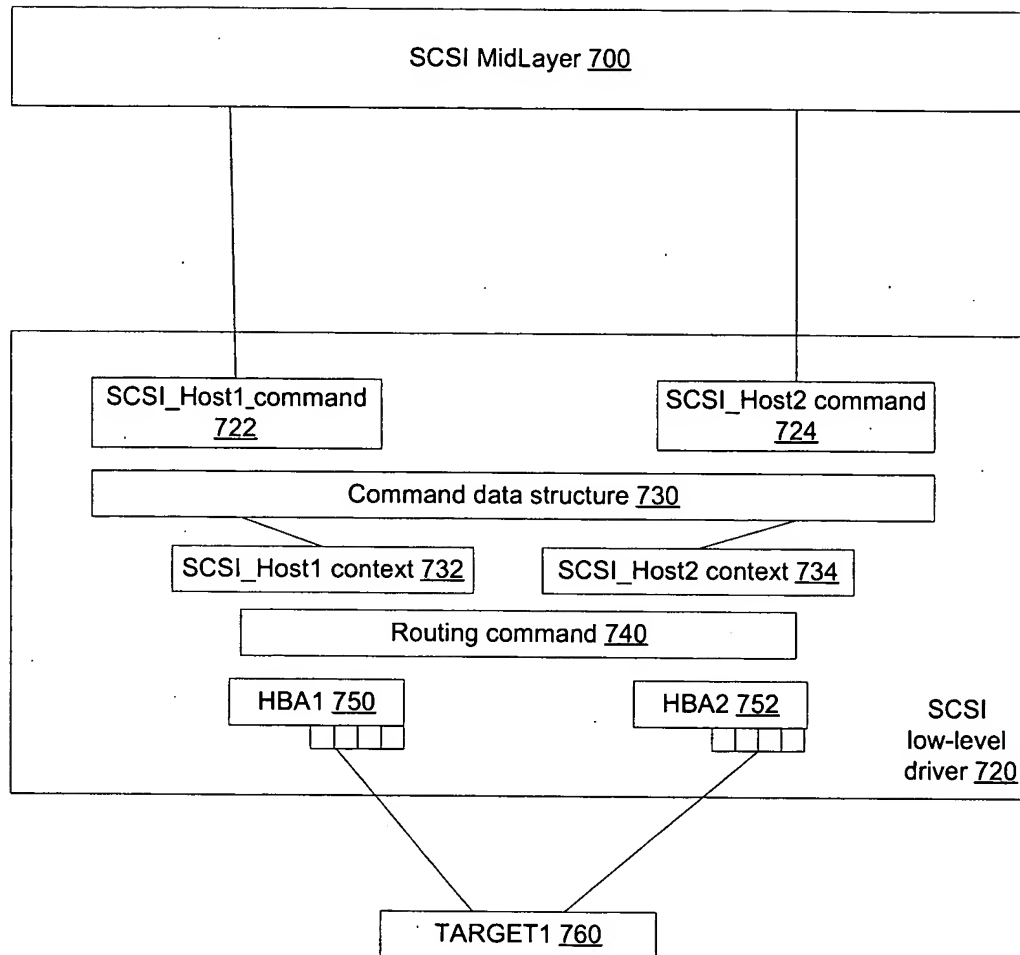 SCSI MidLayer 700
SCSI_Host1_command
722
SCSI_Host2 command
724
Command data structure 730
SCSI_Host1 context 732
SCSI_Host2 context 734
Routing command 740
HBA1 750
HBA2 752
SCSI
low-level
driver 720
TARGET1 760